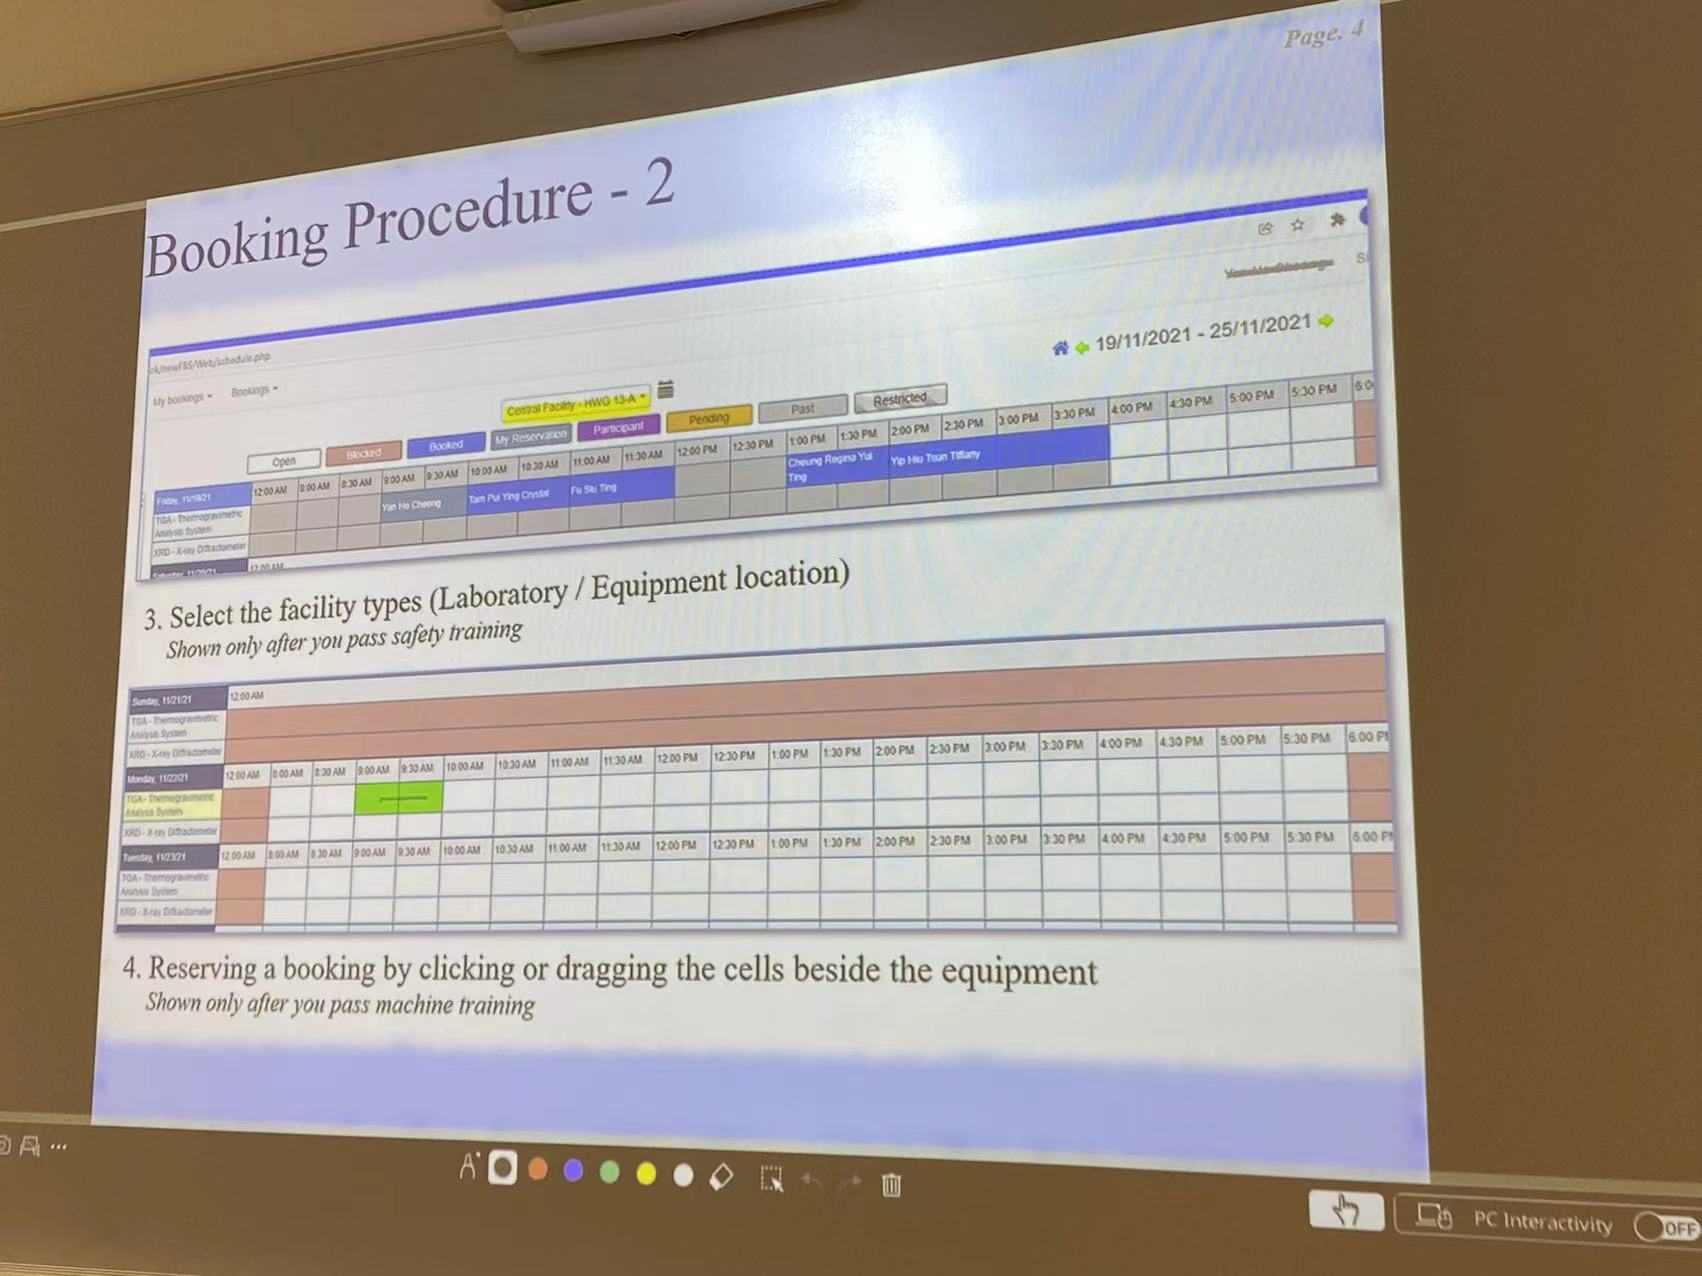 Page. 4
Booking Procedure - 2
ok/newFBS/Web/schedule.php
My bookings Bookings
19/11/2021 - 25/11/2021
Central Facility - HWG 13-A
Open Blocked Booked My Reservation Participant Pending Past Restricted
Friday, 11/19/21 12:00 AM 8:00 AM 8:30 AM 9:00 AM 9:30 AM 10:00 AM 10:30 AM 11:00 AM 11:30 AM 12:00 PM 12:30 PM 1:00 PM 1:30 PM 2:00 PM 2:30 PM 3:00 PM 3:30 PM 4:00 PM 4:30 PM 5:00 PM 5:30 PM 6:0
TGA - Thermogravimetric
Analysis System
Yan Ho Cheong Tam Pui Ying Crystal Fu Siu Ting Cheung Regina Yui
Ting
Yip Hiu Tsun Tiffany
XRD - X-ray Diffractometer
Saturday, 11/20/21 12:00 AM
3. Select the facility types (Laboratory / Equipment location)
Shown only after you pass safety training
Sunday, 11/21/21 12:00 AM
TGA - Thermogravimetric
Analysis System
XRD - X-ray Diffractometer
Monday, 11/22/21 12:00 AM 8:00 AM 8:30 AM 9:00 AM 9:30 AM 10:00 AM 10:30 AM 11:00 AM 11:30 AM 12:00 PM 12:30 PM 1:00 PM 1:30 PM 2:00 PM 2:30 PM 3:00 PM 3:30 PM 4:00 PM 4:30 PM 5:00 PM 5:30 PM 6:00 P
TGA - Thermogravimetric
Analysis System
XRD - X-ray Diffractometer
Tuesday, 11/23/21 12:00 AM 8:00 AM 8:30 AM 9:00 AM 9:30 AM 10:00 AM 10:30 AM 11:00 AM 11:30 AM 12:00 PM 12:30 PM 1:00 PM 1:30 PM 2:00 PM 2:30 PM 3:00 PM 3:30 PM 4:00 PM 4:30 PM 5:00 PM 5:30 PM 6:00 P
TGA - Thermogravimetric
Analysis System
XRD - X-ray Diffractometer
4. Reserving a booking by clicking or dragging the cells beside the equipment
Shown only after you pass machine training
PC Interactivity OFF